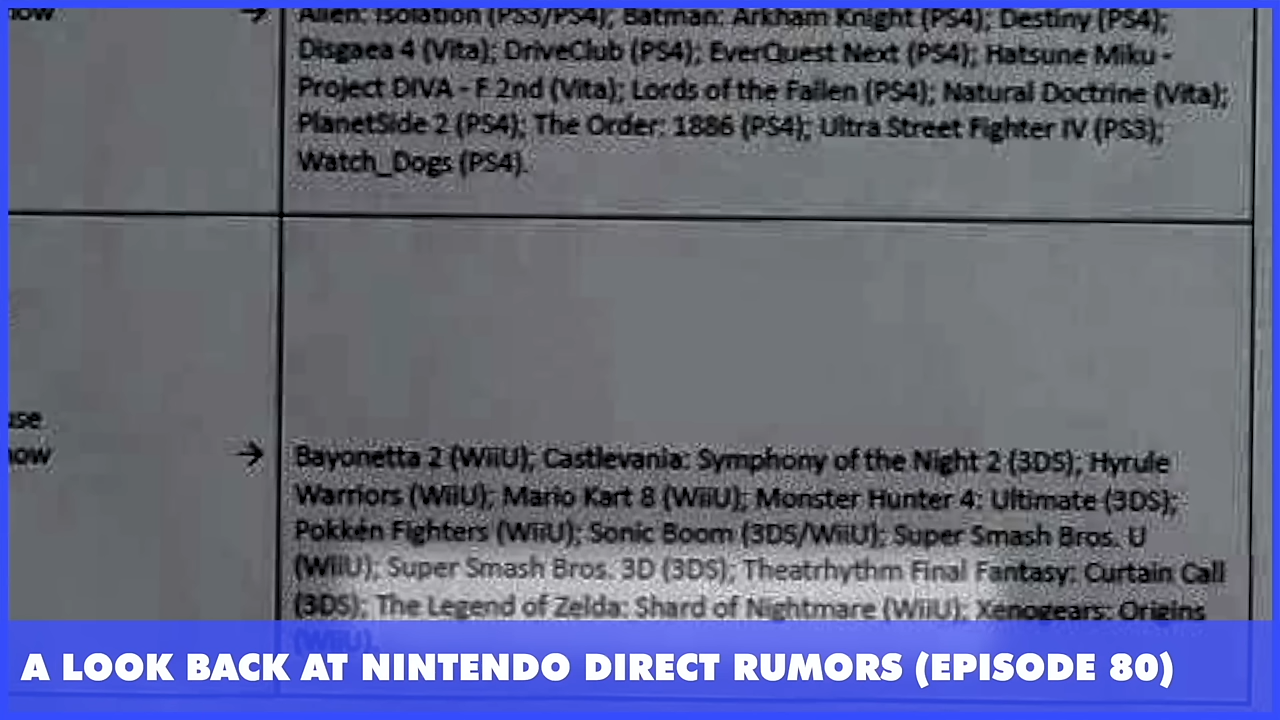 now → Alien: Isolation (PS3/PS4); Batman: Arkham Knight (PS4); Destiny (PS4);
Disgaea 4 (Vita); DriveClub (PS4); EverQuest Next (PS4); Hatsune Miku -
Project DIVA - F 2nd (Vita); Lords of the Fallen (PS4); Natural Doctrine (Vita);
PlanetSide 2 (PS4); The Order: 1886 (PS4); Ultra Street Fighter IV (PS3);
Watch_Dogs (PS4).
use
now → Bayonetta 2 (WiiU); Castlevania: Symphony of the Night 2 (3DS); Hyrule
Warriors (WiiU); Mario Kart 8 (WiiU); Monster Hunter 4: Ultimate (3DS);
Pokkén Fighters (WiiU); Sonic Boom (3DS/WiiU); Super Smash Bros. U
(WiiU); Super Smash Bros. 3D (3DS); Theatrhythm Final Fantasy: Curtain Call
(3DS); The Legend of Zelda: Shard of Nightmare (WiiU); Xenogears: Origins
(WiiU).
A LOOK BACK AT NINTENDO DIRECT RUMORS (EPISODE 80)